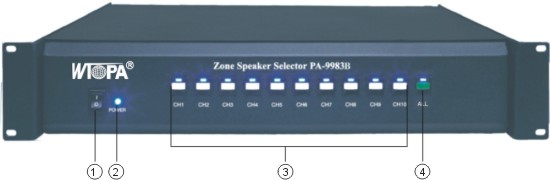 WTOPA®
Zone Speaker Selector PA-9983B
CH1 CH2 CH3 CH4 CH5 CH6 CH7 CH8 CH9 CH10 ALL
POWER
1 2 3 4